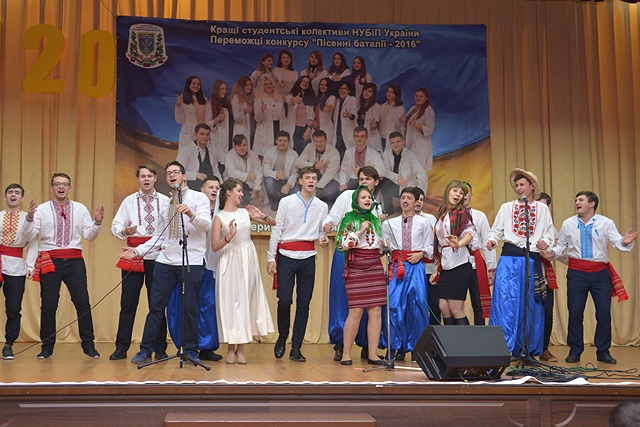 20
Кращі студентські колективи НУБіП України
Переможці конкурсу "Пісенні баталії - 2016"